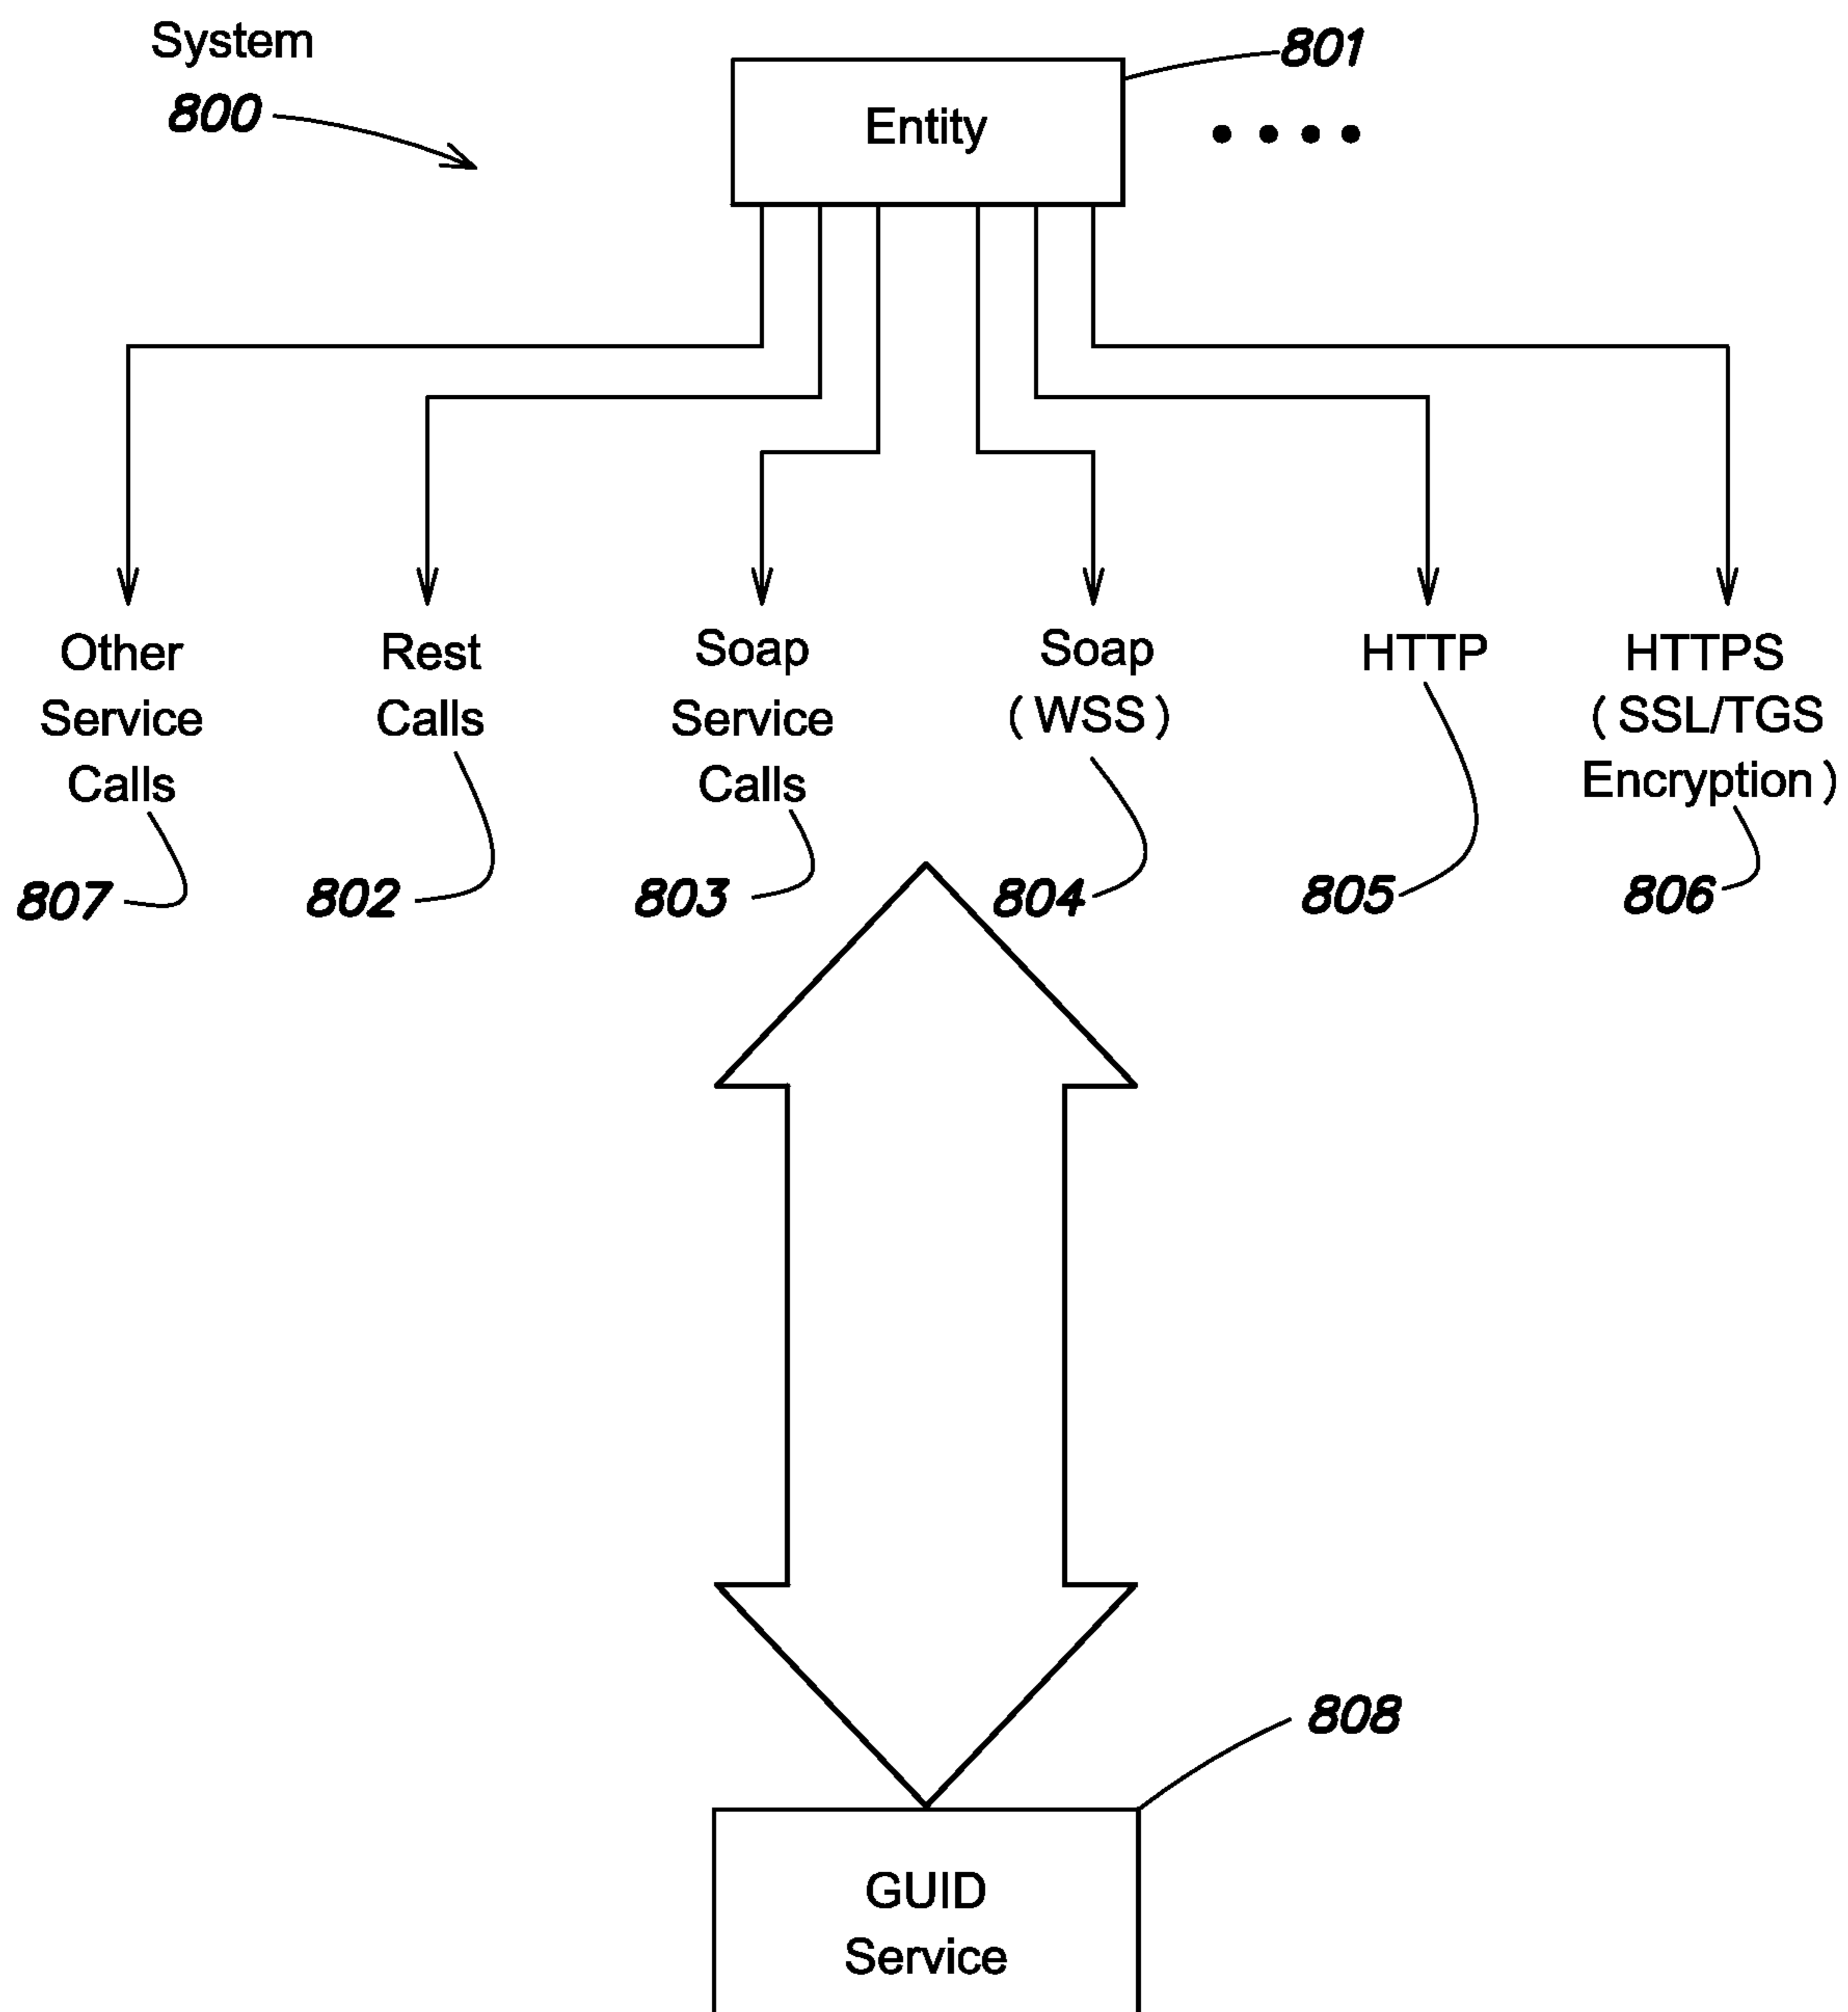 System
800
801
Entity
Other
Service
Calls
Rest
Calls
Soap
Service
Calls
Soap
(WSS)
HTTP
HTTPS
(SSL/TGS
Encryption)
807
802
803
804
805
806
808
GUID
Service